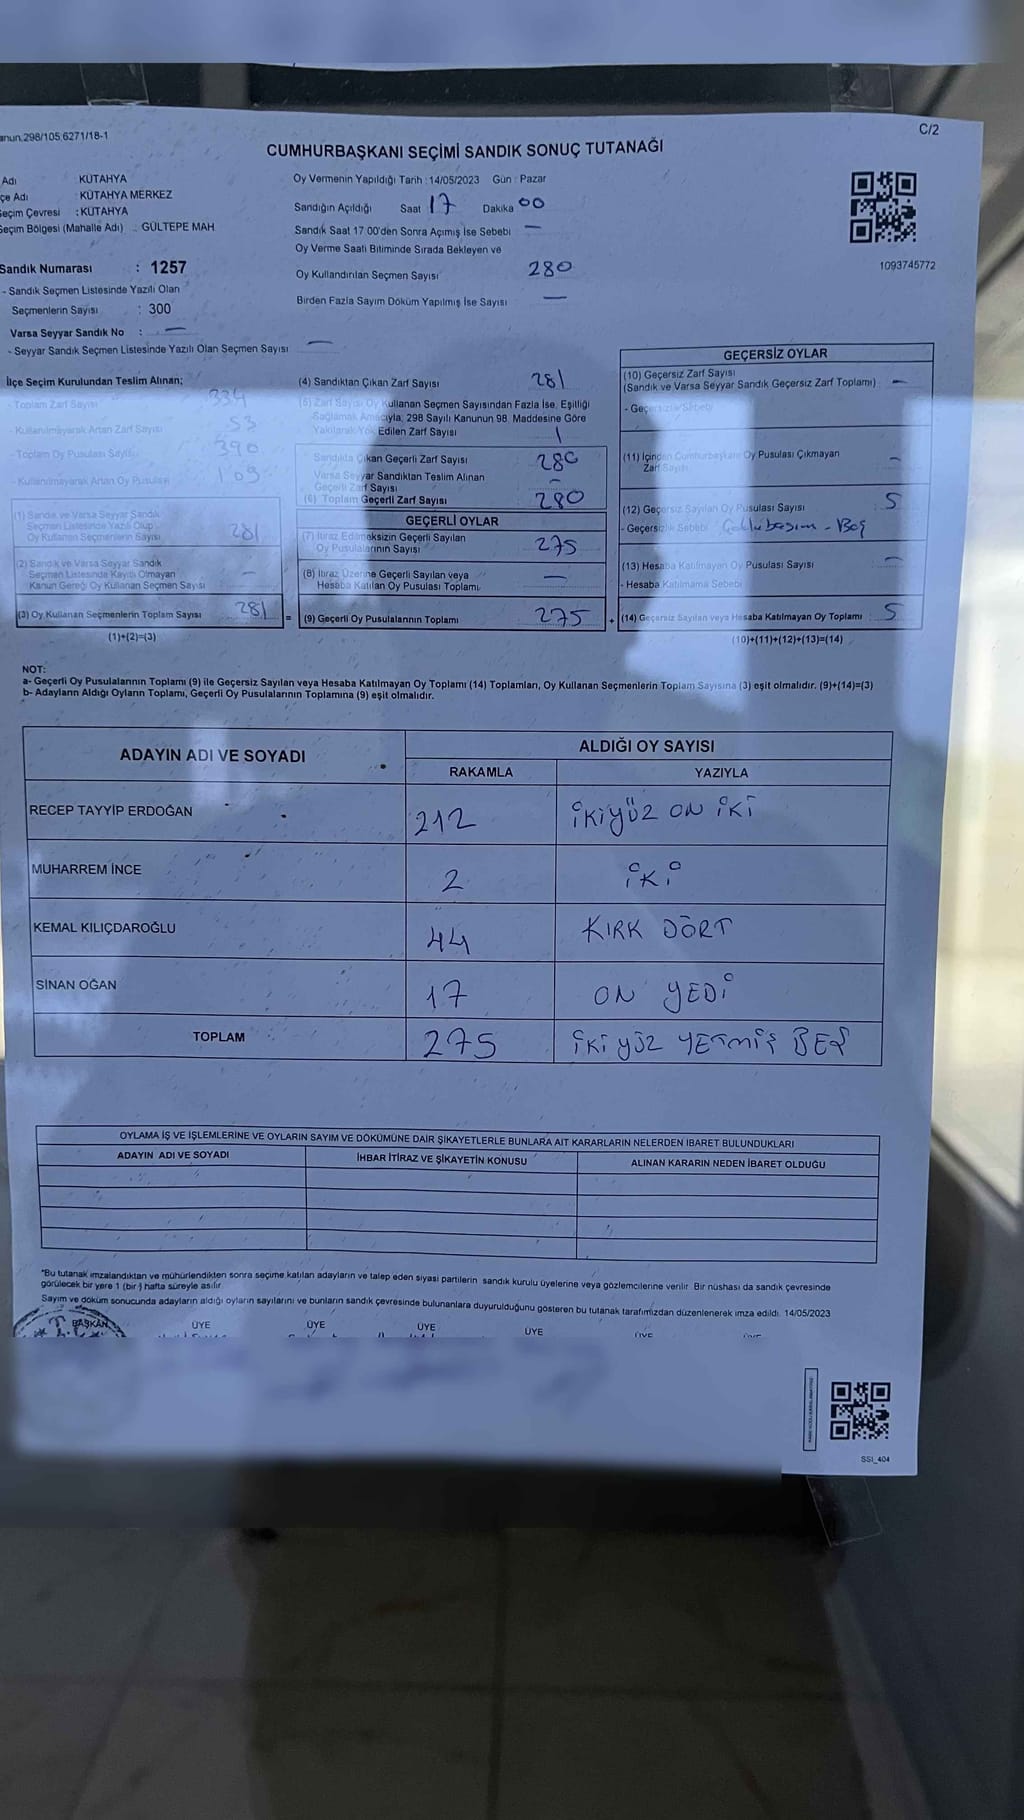 anun.298/105,6271/18-1
C/2
CUMHURBAŞKANI SEÇİMİ SANDIK SONUÇ TUTANAĞI
Adı KÜTAHYA
çe Adı : KÜTAHYA MERKEZ
Seçim Çevresi : KÜTAHYA
Seçim Bölgesi (Mahalle Adı) : GÜLTEPE MAH
Sandık Numarası : 1257
- Sandık Seçmen Listesinde Yazılı Olan
Seçmenlerin Sayısı : 300
Varsa Seyyar Sandık No : —
- Seyyar Sandık Seçmen Listesinde Yazılı Olan Seçmen Sayısı —
Oy Vermenin Yapıldığı Tarih : 14/05/2023 Gün : Pazar
Sandığın Açıldığı Saat 17 Dakika 00
Sandık Saat 17.00'den Sonra Açımış İse Sebebi —
Oy Verme Saati Bitiminde Sırada Bekleyen ve
Oy Kullandırılan Seçmen Sayısı 280
Birden Fazla Sayım Döküm Yapılmış İse Sayısı —
1093745772
İlçe Seçim Kurulundan Teslim Alınan;
- Toplam Zarf Sayısı 334
- Kullanılmayarak Artan Zarf Sayısı 53
- Toplam Oy Pusulası Sayısı 390
- Kullanılmayarak Artan Oy Pusulası 109
(1) Sandık ve Varsa Seyyar Sandık
Seçmen Listesinde Yazılı Olup
Oy Kullanan Seçmenlerin Sayısı 281
(2) Sandık ve Varsa Seyyar Sandık
Seçmen Listesinde Kayıtlı Olmayan
Kanun Gereği Oy Kullanan Seçmen Sayısı —
(3) Oy Kullanan Seçmenlerin Toplam Sayısı 281 =
(1)+(2)=(3)
(4) Sandıktan Çıkan Zarf Sayısı 281
(5) Zarf Sayısı Oy Kullanan Seçmen Sayısından Fazla İse, Eşitliği
Sağlamak Amacıyla; 298 Sayılı Kanunun 98. Maddesine Göre
Yakılarak Yok Edilen Zarf Sayısı 1
Sandıkta Çıkan Geçerli Zarf Sayısı 280
Varsa Seyyar Sandıktan Teslim Alınan
Geçerli Zarf Sayısı —
(6) Toplam Geçerli Zarf Sayısı 280
GEÇERLİ OYLAR
(7) İtiraz Edilmeksizin Geçerli Sayılan
Oy Pusulalarının Sayısı 275
(8) İtiraz Üzerine Geçerli Sayılan veya
Hesaba Katılan Oy Pusulası Toplamı —
(9) Geçerli Oy Pusulalarının Toplamı 275 +
GEÇERSİZ OYLAR
(10) Geçersiz Zarf Sayısı
(Sandık ve Varsa Seyyar Sandık Geçersiz Zarf Toplamı) —
- Geçersizlik Sebebi
(11) İçinden Cumhurbaşkanı Oy Pusulası Çıkmayan
Zarf Sayısı —
(12) Geçersiz Sayılan Oy Pusulası Sayısı 5
- Geçersizlik Sebebi Çoklu basım - Boş
(13) Hesaba Katılmayan Oy Pusulası Sayısı —
- Hesaba Katılmama Sebebi
(14) Geçersiz Sayılan veya Hesaba Katılmayan Oy Toplamı 5
(10)+(11)+(12)+(13)=(14)
NOT:
a- Geçerli Oy Pusulalarının Toplamı (9) ile Geçersiz Sayılan veya Hesaba Katılmayan Oy Toplamı (14) Toplamları, Oy Kullanan Seçmenlerin Toplam Sayısına (3) eşit olmalıdır. (9)+(14)=(3)
b- Adayların Aldığı Oyların Toplamı, Geçerli Oy Pusulalarının Toplamına (9) eşit olmalıdır.
ADAYIN ADI VE SOYADI
ALDIĞI OY SAYISI
RAKAMLA YAZIYLA
RECEP TAYYİP ERDOĞAN 212 İKİYÜZ ON İKİ
MUHARREM İNCE 2 İKİ
KEMAL KILIÇDAROĞLU 44 KIRK DÖRT
SİNAN OĞAN 17 ON YEDİ
TOPLAM 275 İKİ YÜZ YETMİŞ BEŞ
OYLAMA İŞ VE İŞLEMLERİNE VE OYLARIN SAYIM VE DÖKÜMÜNE DAİR ŞİKAYETLERLE BUNLARA AİT KARARLARIN NELERDEN İBARET BULUNDUKLARI
ADAYIN ADI VE SOYADI İHBAR İTİRAZ VE ŞİKAYETİN KONUSU ALINAN KARARIN NEDEN İBARET OLDUĞU
*Bu tutanak imzalandıktan ve mühürlendikten sonra seçime katılan adayların ve talep eden siyasi partilerin sandık kurulu üyelerine veya gözlemcilerine verilir. Bir nüshası da sandık çevresinde
görülecek bir yere 1 (bir) hafta süreyle asılır.
Sayım ve döküm sonucunda adayların aldığı oyların sayılarını ve bunların sandık çevresinde bulunanlara duyurulduğunu gösteren bu tutanak tarafımızdan düzenlenerek imza edildi. 14/05/2023
BAŞKAN ÜYE ÜYE ÜYE ÜYE ÜYE ÜYE
SSI_404